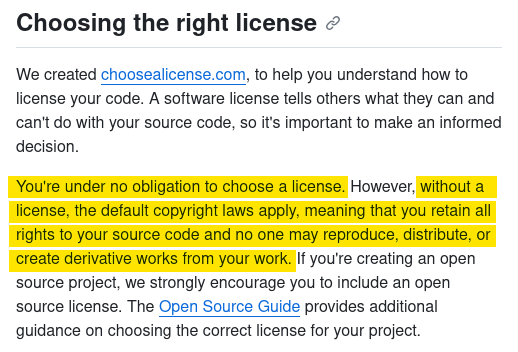 Choosing the right license
We created choosealicense.com, to help you understand how to
license your code. A software license tells others what they can and
can't do with your source code, so it's important to make an informed
decision.
You're under no obligation to choose a license. However, without a
license, the default copyright laws apply, meaning that you retain all
rights to your source code and no one may reproduce, distribute, or
create derivative works from your work. If you're creating an open
source project, we strongly encourage you to include an open
source license. The Open Source Guide provides additional
guidance on choosing the correct license for your project.